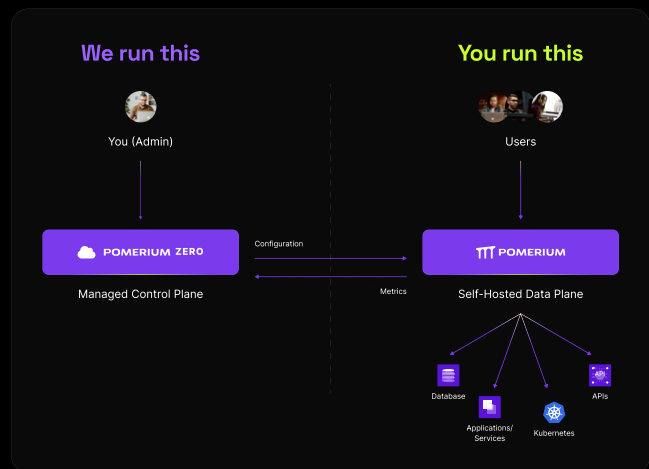 We run this
You run this
You (Admin)
Users
POMERIUM ZERO
Configuration
POMERIUM
Metrics
Managed Control Plane
Self-Hosted Data Plane
Database
Applications/
Services
Kubernetes
API
APIs